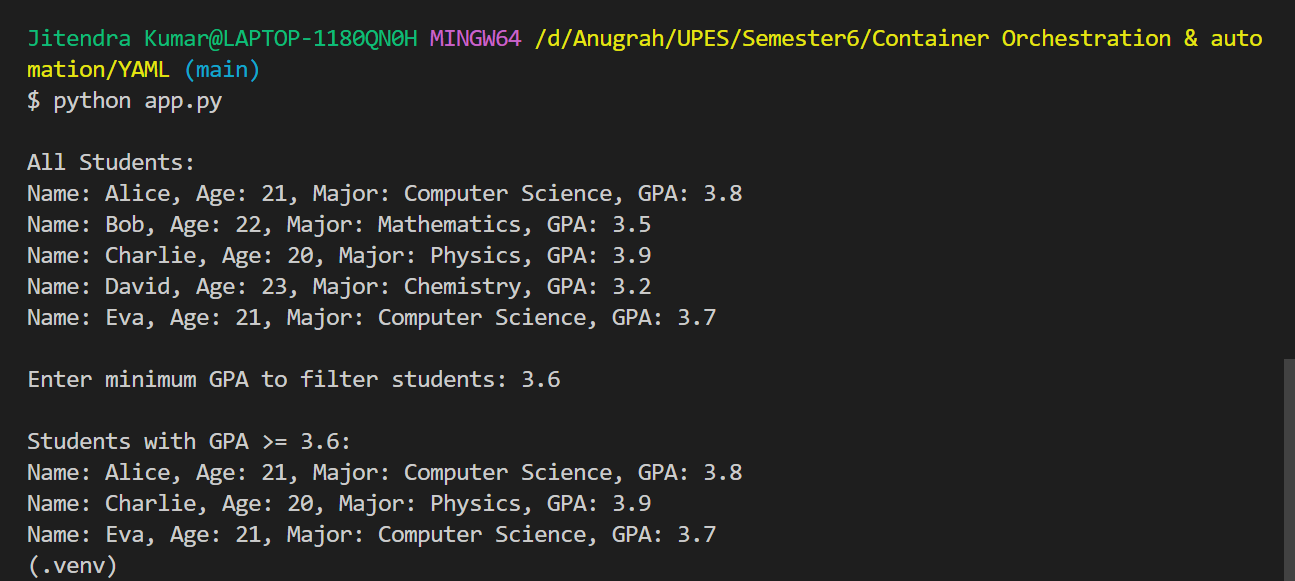 Jitendra Kumar@LAPTOP-1180QN0H MINGW64 /d/Anugrah/UPES/Semester6/Container Orchestration & auto
mation/YAML (main)
$ python app.py
All Students:
Name: Alice, Age: 21, Major: Computer Science, GPA: 3.8
Name: Bob, Age: 22, Major: Mathematics, GPA: 3.5
Name: Charlie, Age: 20, Major: Physics, GPA: 3.9
Name: David, Age: 23, Major: Chemistry, GPA: 3.2
Name: Eva, Age: 21, Major: Computer Science, GPA: 3.7
Enter minimum GPA to filter students: 3.6
Students with GPA >= 3.6:
Name: Alice, Age: 21, Major: Computer Science, GPA: 3.8
Name: Charlie, Age: 20, Major: Physics, GPA: 3.9
Name: Eva, Age: 21, Major: Computer Science, GPA: 3.7
(.venv)